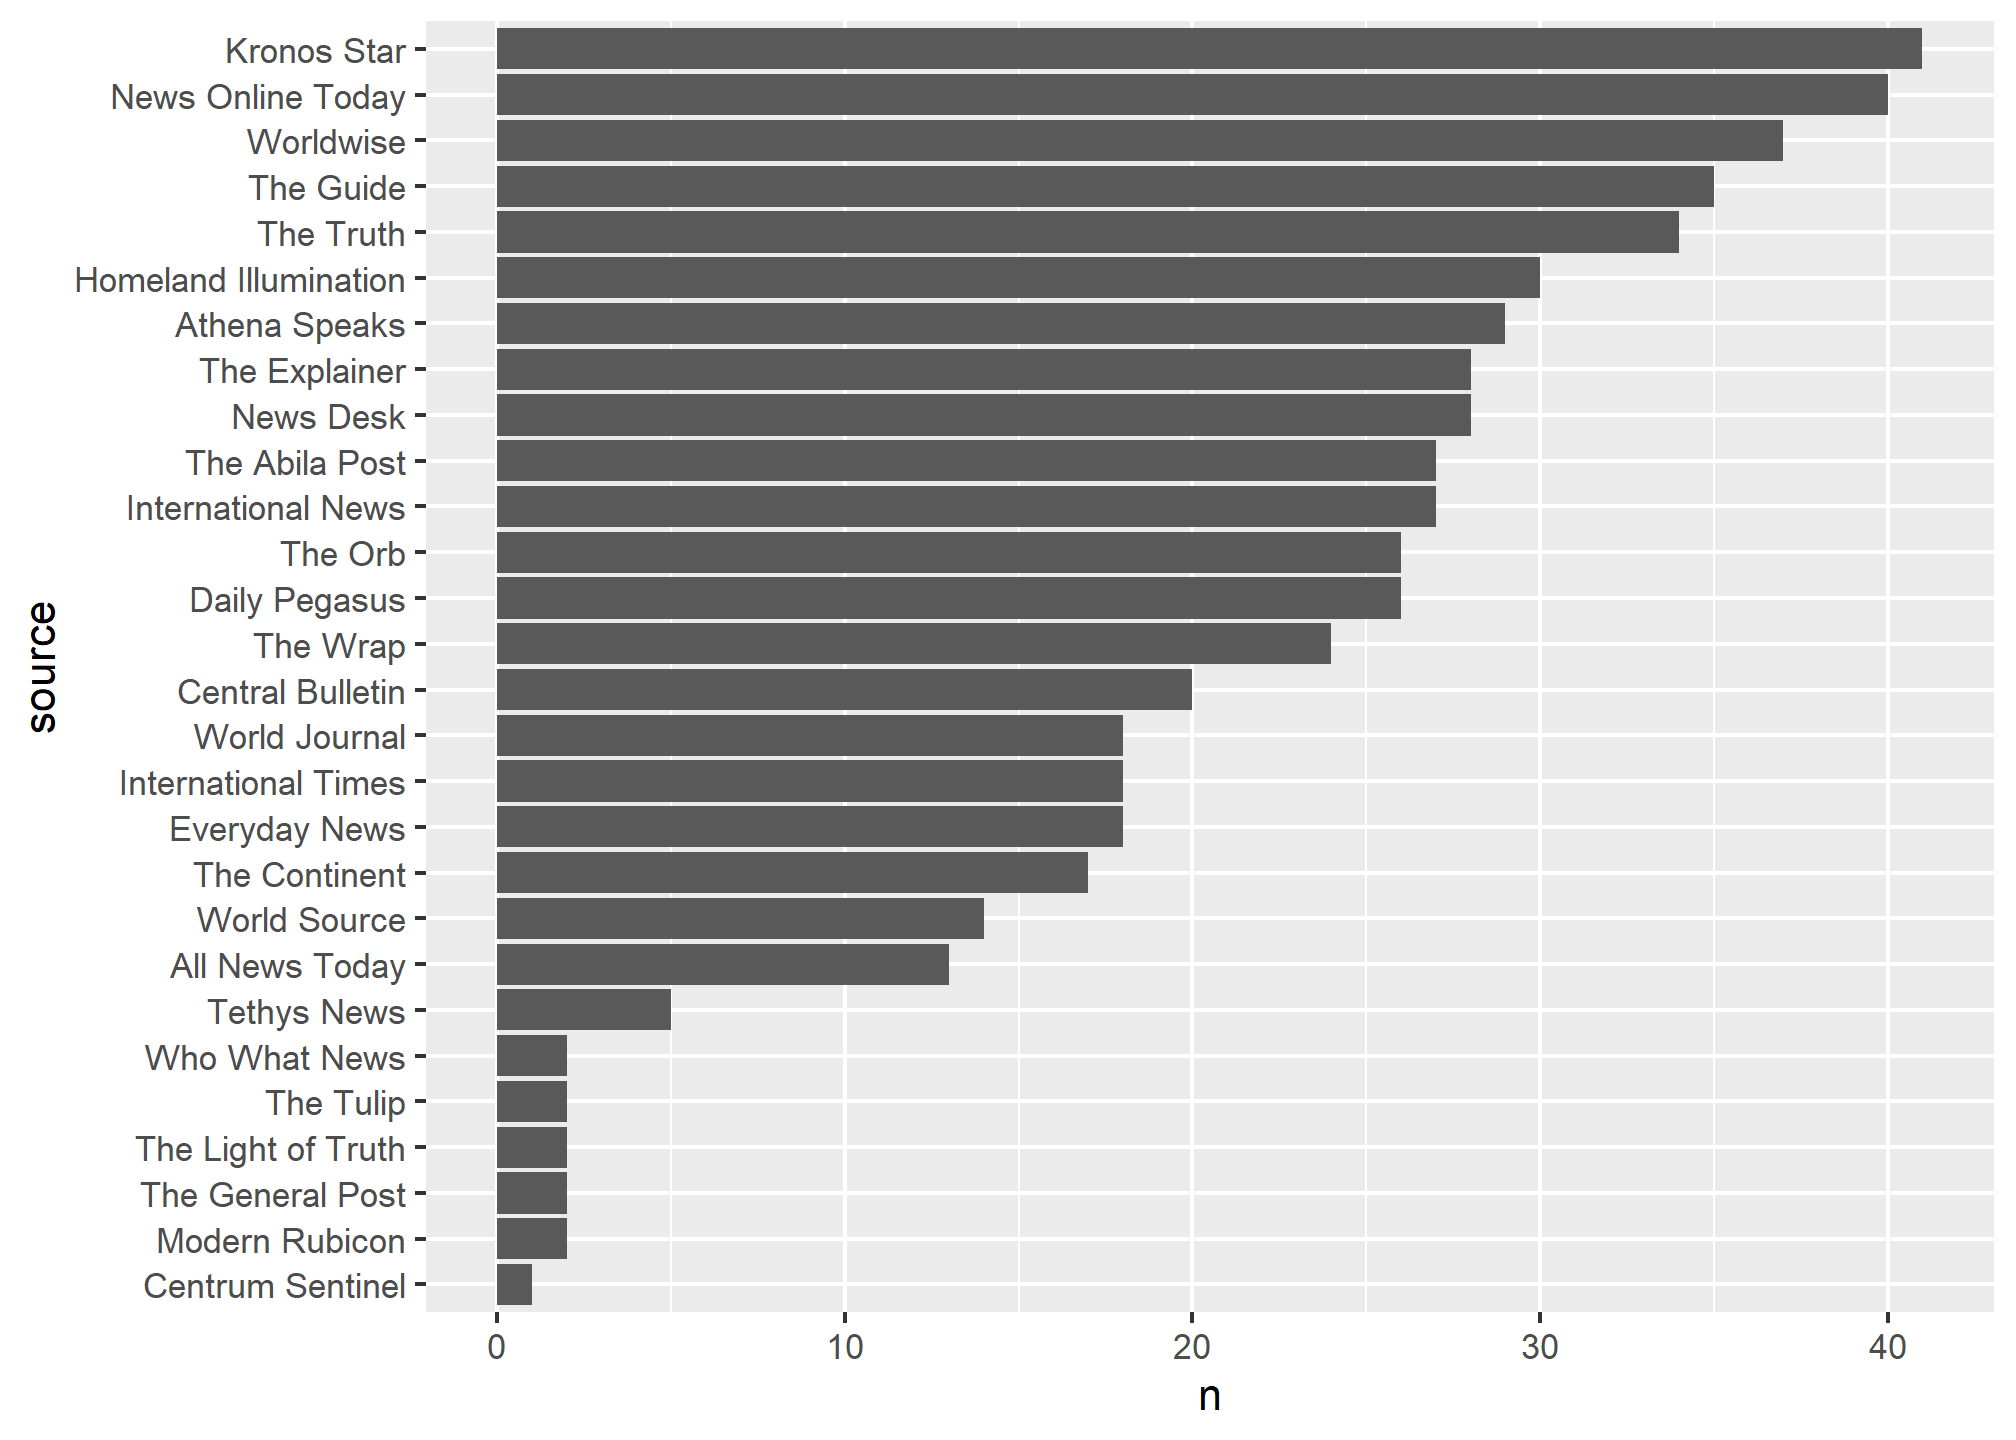 Kronos Star
News Online Today
Worldwise
The Guide
The Truth
Homeland Illumination
Athena Speaks
The Explainer
News Desk
The Abila Post
International News
The Orb
Daily Pegasus
The Wrap
Central Bulletin
World Journal
International Times
Everyday News
The Continent
World Source
All News Today
Tethys News
Who What News
The Tulip
The Light of Truth
The General Post
Modern Rubicon
Centrum Sentinel
source
0 10 20 30 40
n